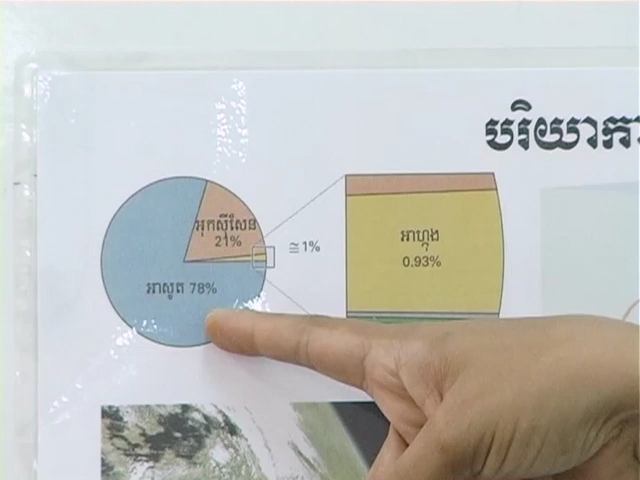 បរិយាកា
អុកស៊ីសែន
21%
≅ 1%
អាសូត 78%
អាហ្កុង
0.93%